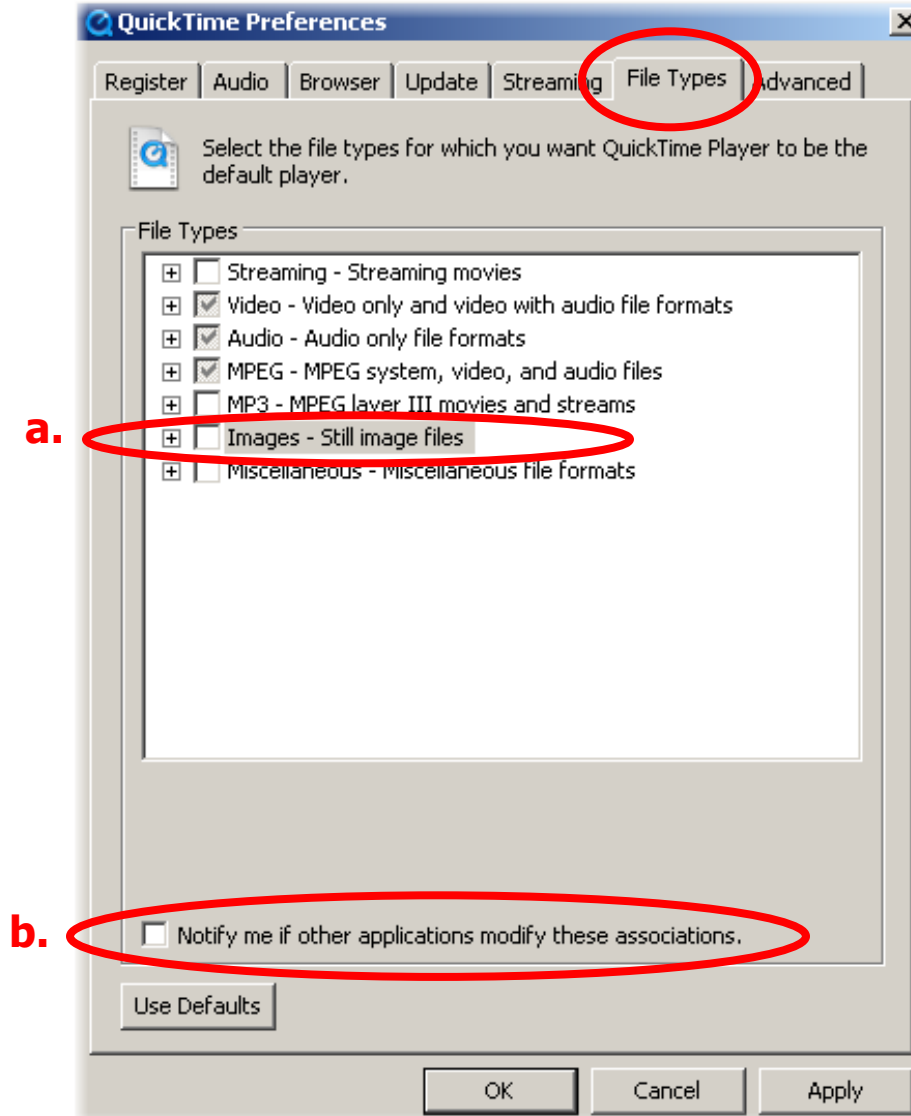 QuickTime Preferences
Register Audio Browser Update Streaming File Types Advanced
Select the file types for which you want QuickTime Player to be the
default player.
File Types
Streaming - Streaming movies
Video - Video only and video with audio file formats
Audio - Audio only file formats
MPEG - MPEG system, video, and audio files
MP3 - MPEG layer III movies and streams
a. Images - Still image files
Miscellaneous - Miscellaneous file formats
b. Notify me if other applications modify these associations.
Use Defaults
OK Cancel Apply